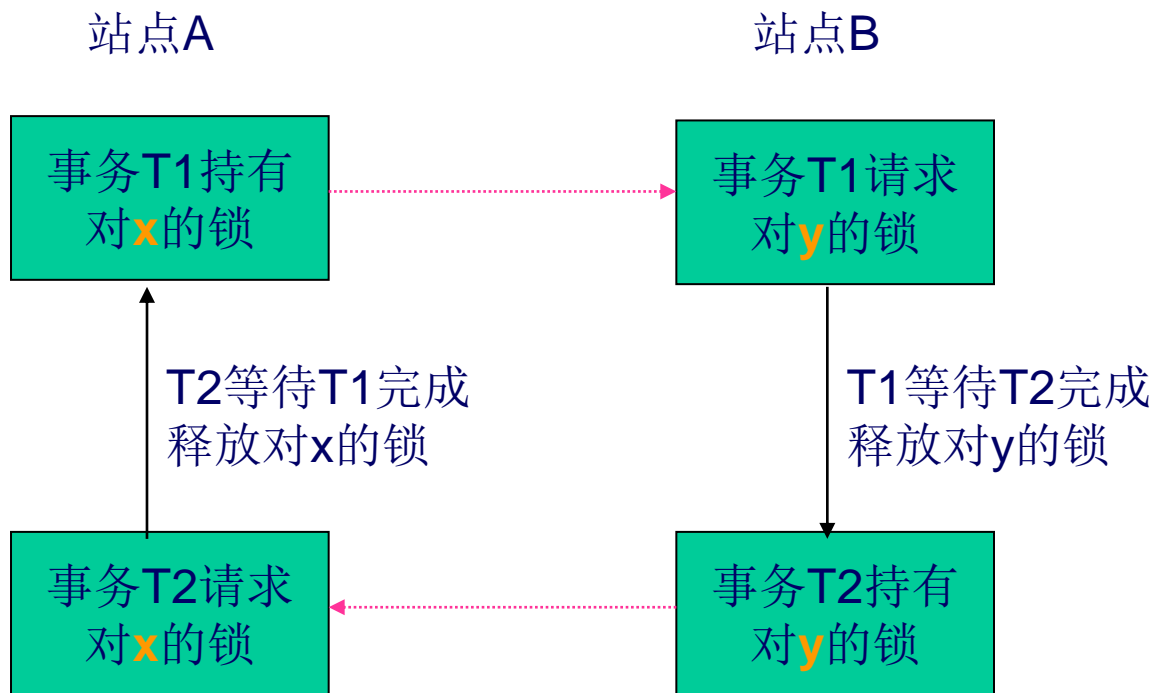 站点A
站点B
事务T1持有
对x的锁
事务T1请求
对y的锁
T2等待T1完成
释放对x的锁
T1等待T2完成
释放对y的锁
事务T2请求
对x的锁
事务T2持有
对y的锁